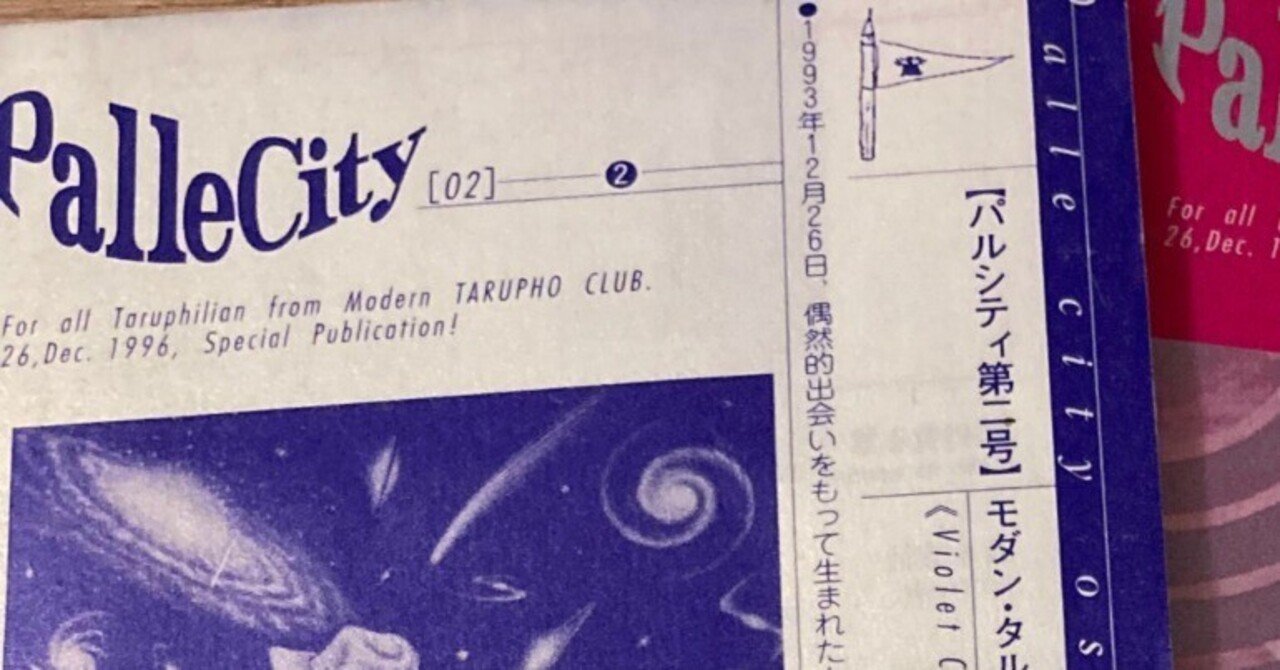 PalleCity
[02]
2
For all Taruphilian from Modern TARUPHO CLUB.
26,Dec. 1996, Special Publication!
●1993年12月26日、偶然的出会いをもって生まれた
【パルシティ第二号】モダン・タル
《Violet C
Palle city os
Pal
For all
26,Dec. 1